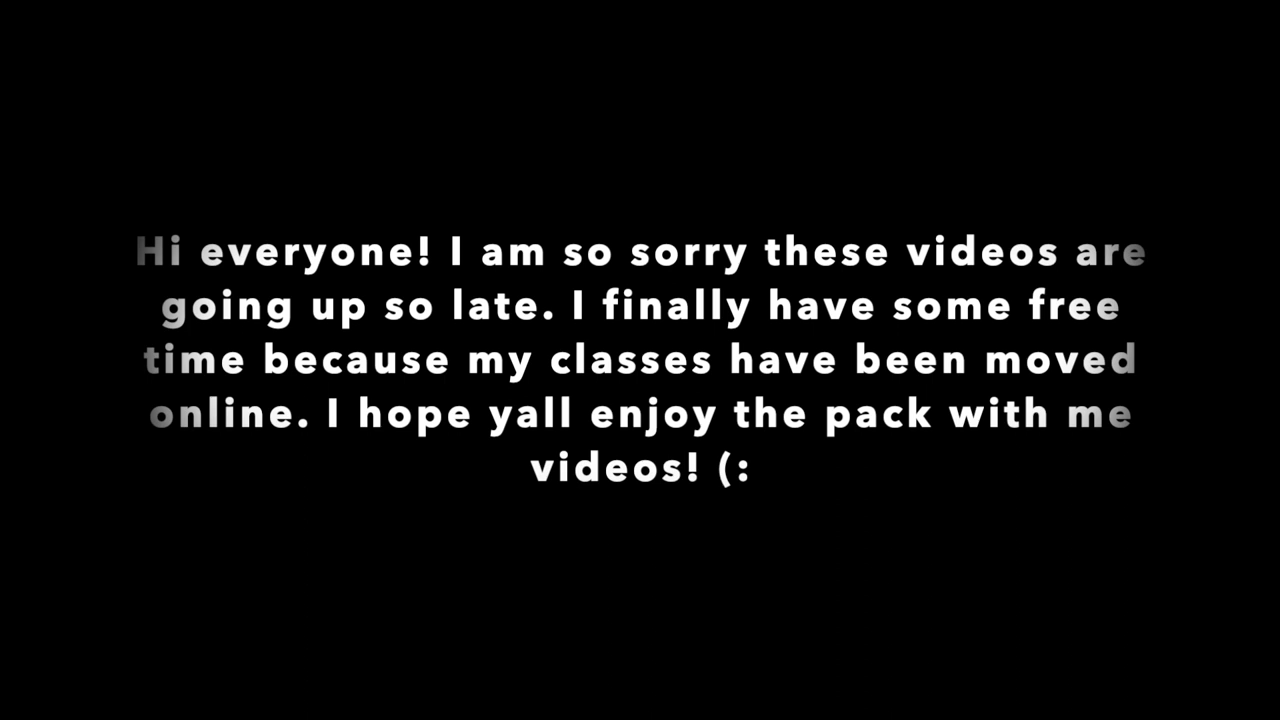 Hi everyone! I am so sorry these videos are
going up so late. I finally have some free
time because my classes have been moved
online. I hope yall enjoy the pack with me
videos! (: